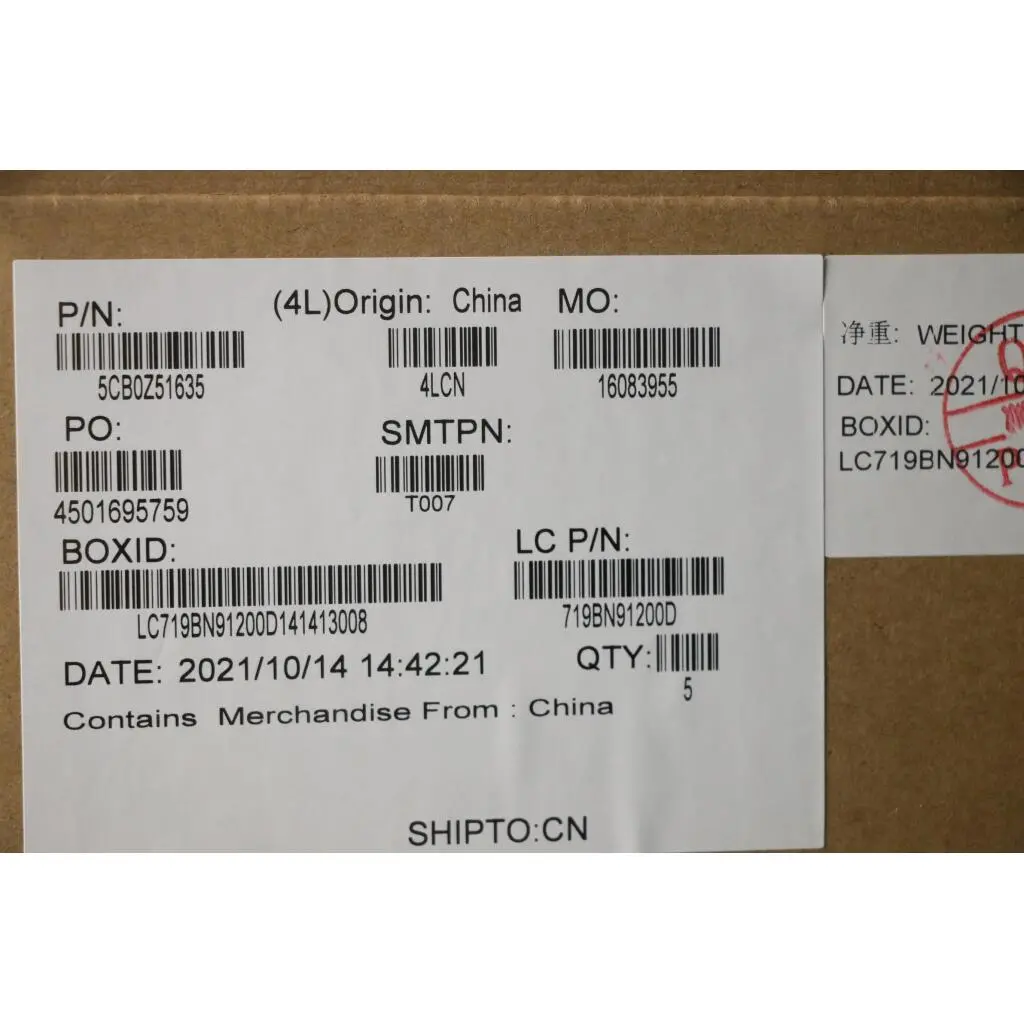 P/N:
5CB0Z51635
(4L)Origin: China
4LCN
MO:
16083955
PO:
4501695759
SMTPN:
T007
BOXID:
LC719BN91200D141413008
LC P/N:
719BN91200D
DATE: 2021/10/14 14:42:21
QTY:
5
Contains Merchandise From : China
SHIPTO:CN
净重: WEIGHT
DATE: 2021/10
BOXID:
LC719BN91200